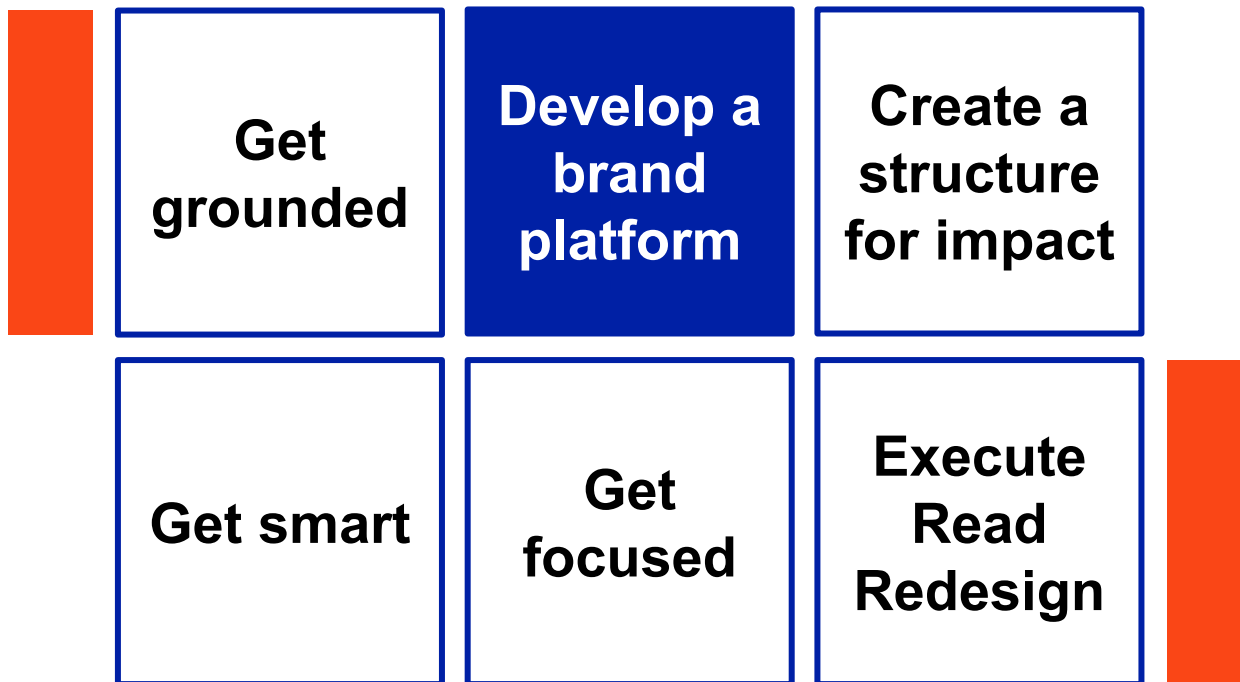 Get
grounded
Develop a
brand
platform
Create a
structure
for impact
Get smart
Get
focused
Execute
Read
Redesign